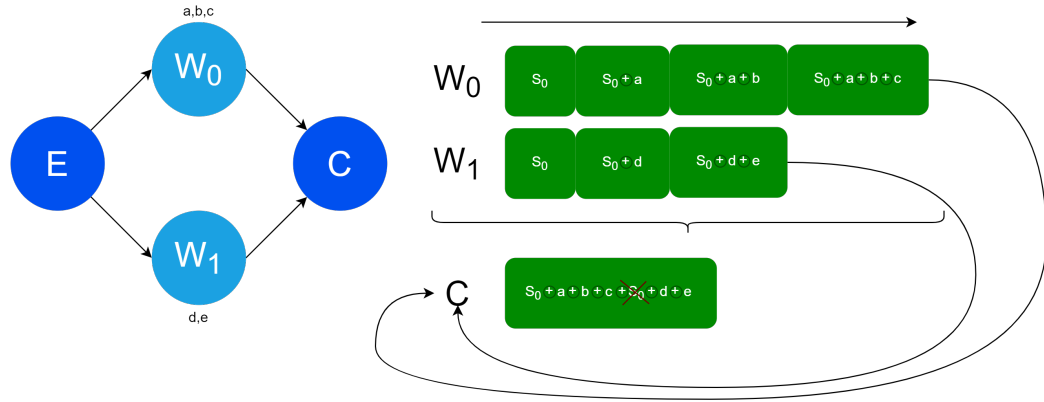 a,b,c
W₀
E
C
W₁
d,e
W₀ S₀ S₀+a S₀+a+b S₀+a+b+c
W₁ S₀ S₀+d S₀+d+e
C S₀+a+b+c+S₀+d+e